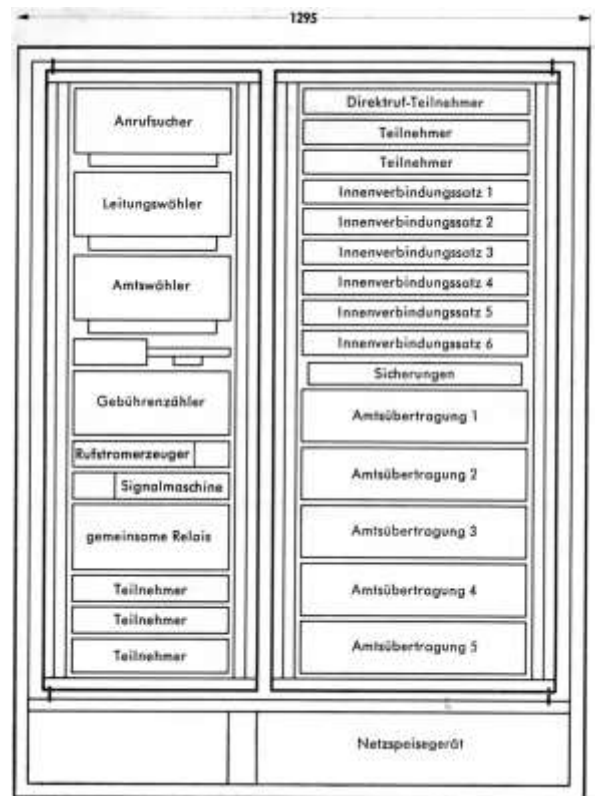 1295
Anrufsucher
Leitungswähler
Amtswähler
Gebührenzähler
Rufstromerzeuger
Signalmaschine
gemeinsame Relais
Teilnehmer
Teilnehmer
Teilnehmer
Direktruf-Teilnehmer
Teilnehmer
Teilnehmer
Innenverbindungssatz 1
Innenverbindungssatz 2
Innenverbindungssatz 3
Innenverbindungssatz 4
Innenverbindungssatz 5
Innenverbindungssatz 6
Sicherungen
Amtsübertragung 1
Amtsübertragung 2
Amtsübertragung 3
Amtsübertragung 4
Amtsübertragung 5
Netzspeisegerät